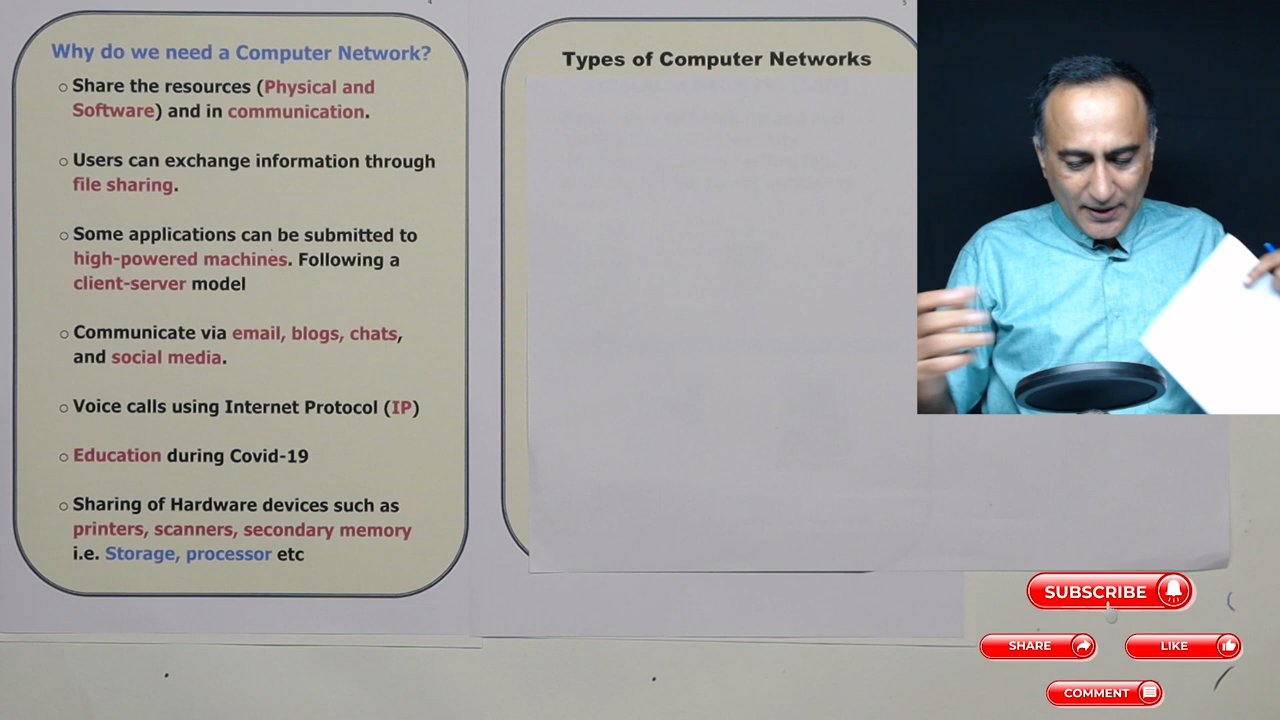 4
Why do we need a Computer Network?
○ Share the resources (Physical and
Software) and in communication.
○ Users can exchange information through
file sharing.
○ Some applications can be submitted to
high-powered machines. Following a
client-server model
○ Communicate via email, blogs, chats,
and social media.
○ Voice calls using Internet Protocol (IP)
○ Education during Covid-19
○ Sharing of Hardware devices such as
printers, scanners, secondary memory
i.e. Storage, processor etc
5
Types of Computer Networks
SUBSCRIBE
SHARE
LIKE
COMMENT